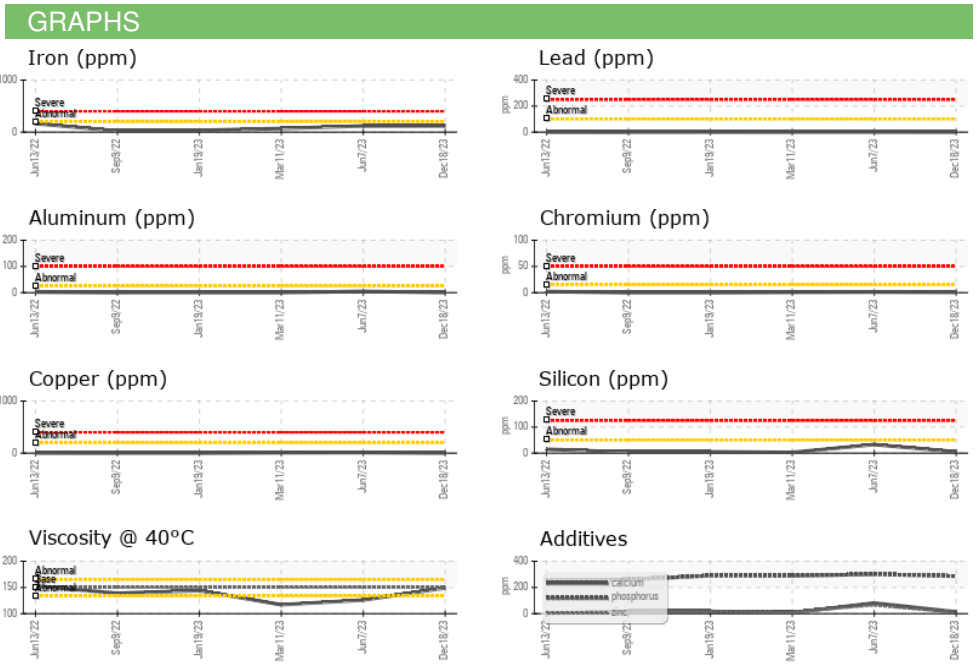 GRAPHS
Iron (ppm)
1000
Severe
Abnormal
0
Jun13/22
Sep9/22
Jan19/23
Mar11/23
Jun7/23
Dec18/23
Lead (ppm)
400
200
0
ppm
Severe
Abnormal
Jun13/22
Sep9/22
Jan19/23
Mar11/23
Jun7/23
Dec18/23
Aluminum (ppm)
200
100
0
Severe
Abnormal
Jun13/22
Sep9/22
Jan19/23
Mar11/23
Jun7/23
Dec18/23
Chromium (ppm)
100
50
0
ppm
Severe
Abnormal
Jun13/22
Sep9/22
Jan19/23
Mar11/23
Jun7/23
Dec18/23
Copper (ppm)
1000
Severe
Abnormal
0
Jun13/22
Sep9/22
Jan19/23
Mar11/23
Jun7/23
Dec18/23
Silicon (ppm)
200
100
0
ppm
Severe
Abnormal
Jun13/22
Sep9/22
Jan19/23
Mar11/23
Jun7/23
Dec18/23
Viscosity @ 40°C
200
150
100
Abnormal
Base
Abnormal
Jun13/22
Sep9/22
Jan19/23
Mar11/23
Jun7/23
Dec18/23
Additives
400
200
0
ppm
calcium
phosphorus
zinc
Jun13/22
Sep9/22
Jan19/23
Mar11/23
Jun7/23
Dec18/23